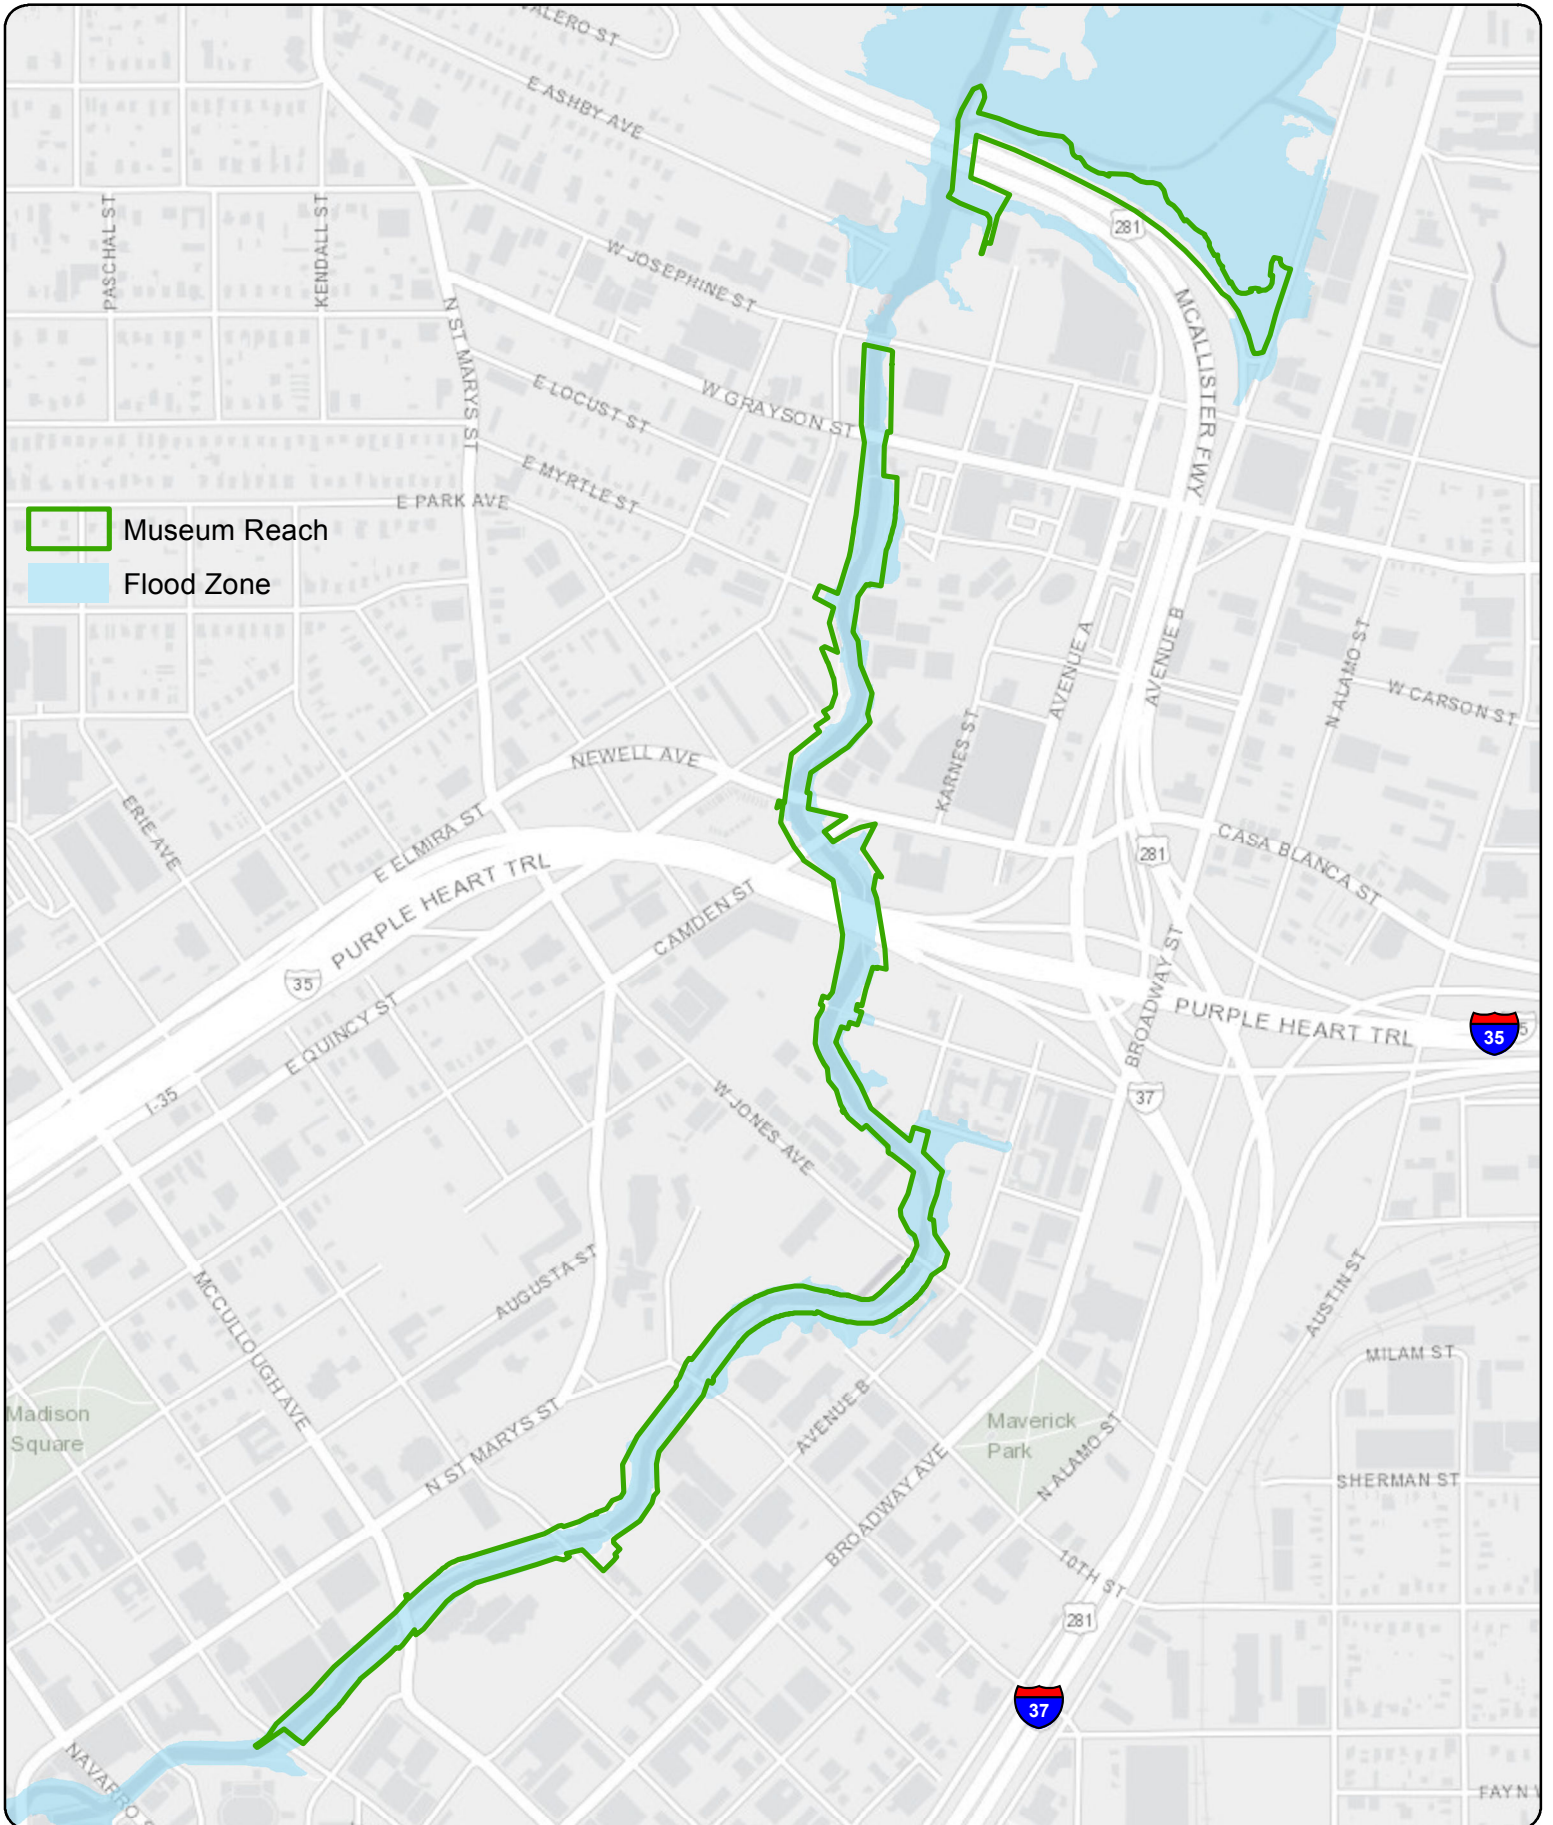 VALERO ST
E ASHBY AVE
PASCHAL ST
KENDALL ST
281
W JOSEPHINE ST
N ST MARYS ST
MCALLISTER FWY
E LOCUST ST
W GRAYSON ST
E MYRTLE ST
E PARK AVE
Museum Reach
Flood Zone
AVENUE A
AVENUE B
N ALAMO ST
W CARSON ST
KARNES ST
NEWELL AVE
ERIE AVE
E ELMIRA ST
PURPLE HEART TRL
281
CASA BLANCA ST
CAMDEN ST
35
BROADWAY ST
PURPLE HEART TRL
35
5
E QUINCY ST
I-35
37
W JONES AVE
AUGUSTA ST
MCCULLOUGH AVE
AUSTIN ST
MILAM ST
Madison
Square
AVENUE B
Maverick
Park
N ST MARYS ST
N ALAMO ST
BROADWAY AVE
SHERMAN ST
10TH ST
281
37
NAVARRO S
FAYN